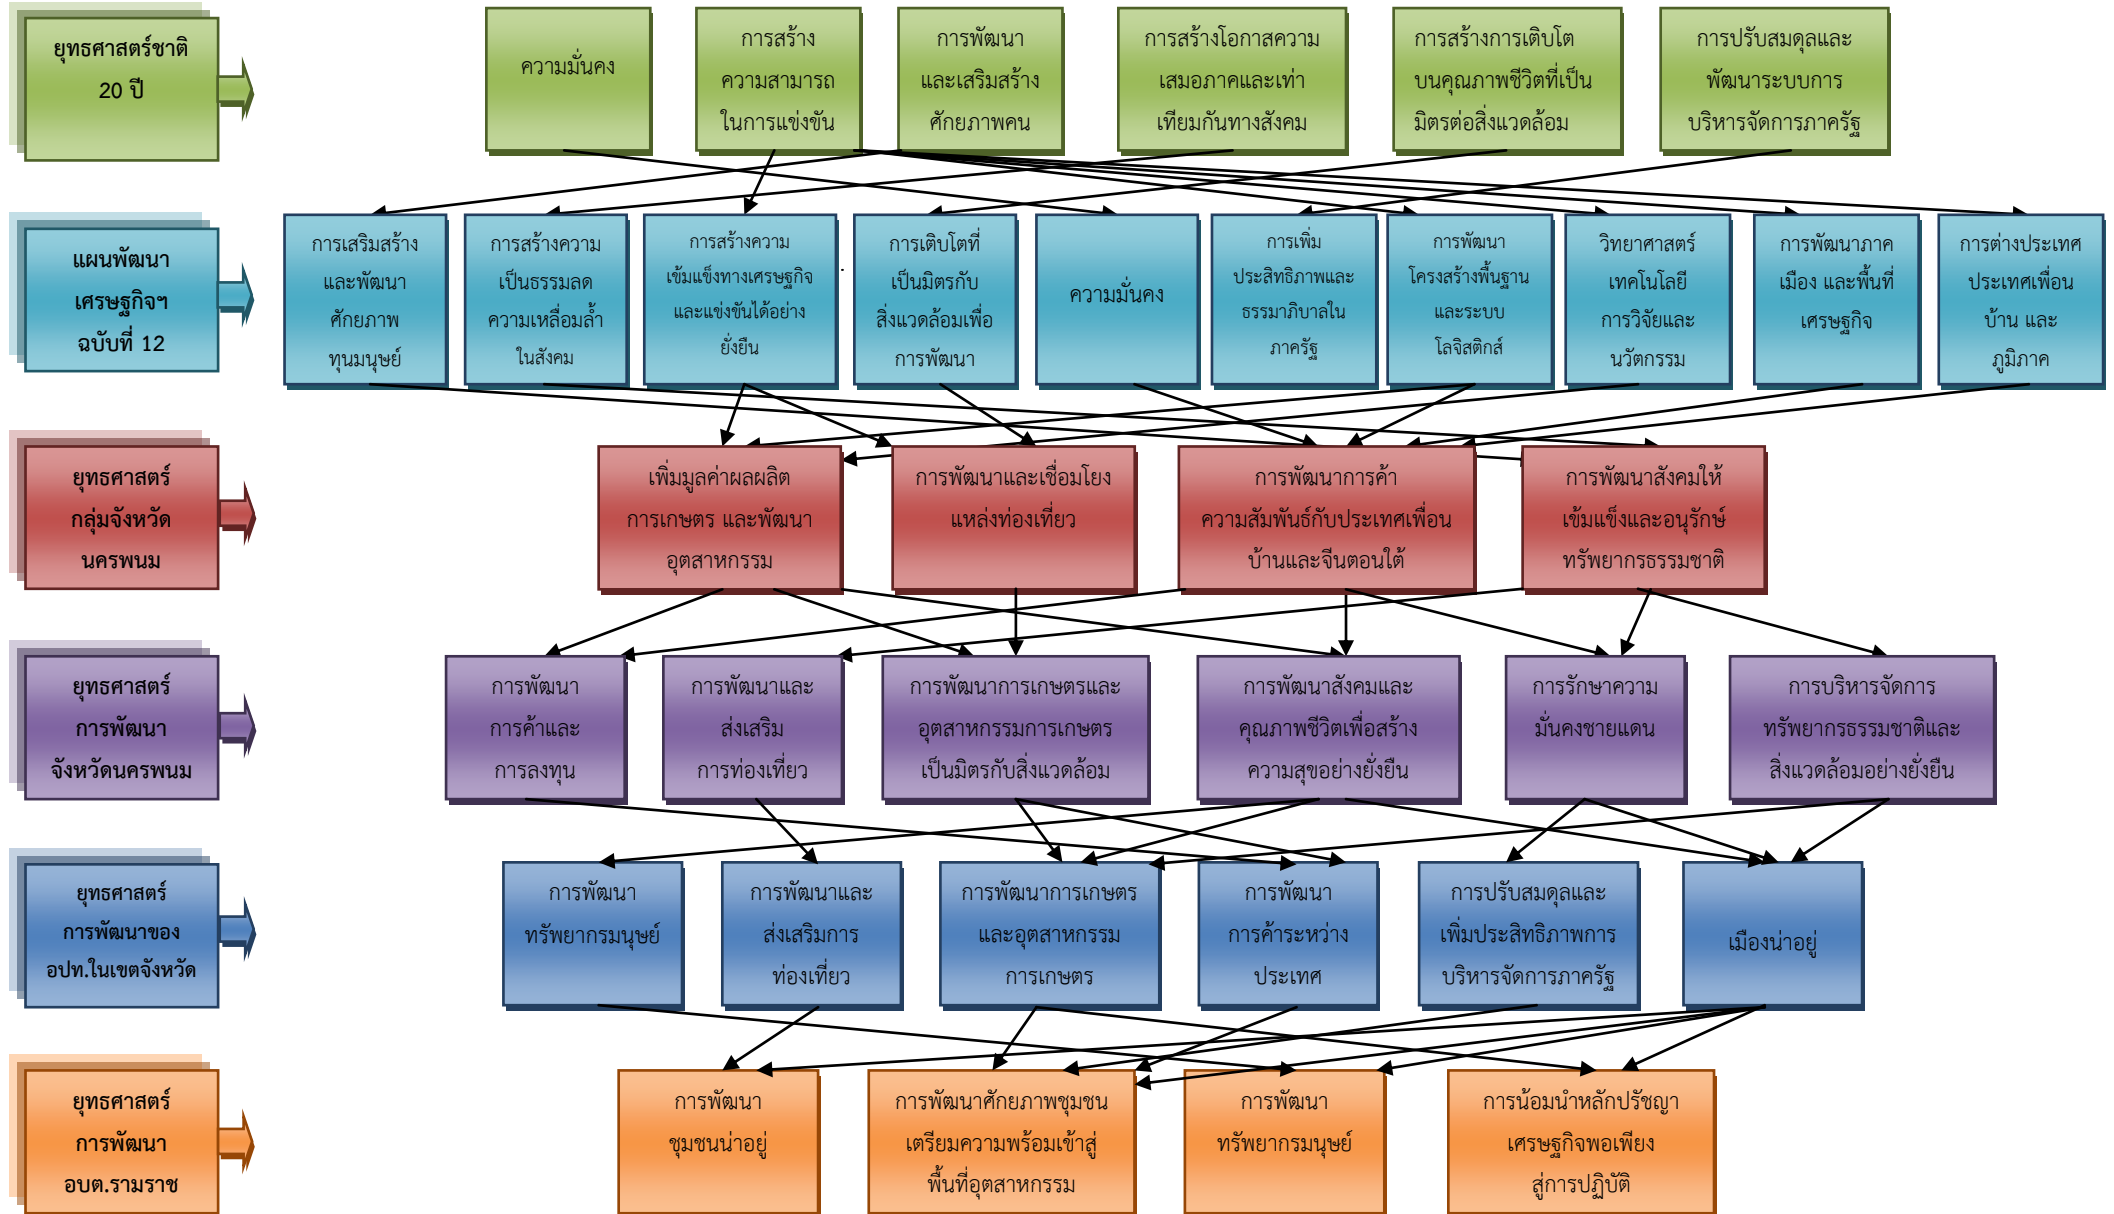 ยุทธศาสตร์ชาติ
20 ปี
ความมั่นคง
การสร้าง
ความสามารถ
ในการแข่งขัน
การพัฒนา
และเสริมสร้าง
ศักยภาพคน
การสร้างโอกาสความ
เสมอภาคและเท่า
เทียมกันทางสังคม
การสร้างการเติบโต
บนคุณภาพชีวิตที่เป็น
มิตรต่อสิ่งแวดล้อม
การปรับสมดุลและ
พัฒนาระบบการ
บริหารจัดการภาครัฐ
แผนพัฒนา
เศรษฐกิจฯ
ฉบับที่ 12
การเสริมสร้าง
และพัฒนา
ศักยภาพ
ทุนมนุษย์
การสร้างความ
เป็นธรรมลด
ความเหลื่อมล้ำ
ในสังคม
การสร้างความ
เข้มแข็งทางเศรษฐกิจ
และแข่งขันได้อย่าง
ยั่งยืน
การเติบโตที่
เป็นมิตรกับ
สิ่งแวดล้อมเพื่อ
การพัฒนา
ความมั่นคง
การเพิ่ม
ประสิทธิภาพและ
ธรรมาภิบาลใน
ภาครัฐ
การพัฒนา
โครงสร้างพื้นฐาน
และระบบ
โลจิสติกส์
วิทยาศาสตร์
เทคโนโลยี
การวิจัยและ
นวัตกรรม
การพัฒนาภาค
เมือง และพื้นที่
เศรษฐกิจ
การต่างประเทศ
ประเทศเพื่อน
บ้าน และ
ภูมิภาค
ยุทธศาสตร์
กลุ่มจังหวัด
นครพนม
เพิ่มมูลค่าผลผลิต
การเกษตร และพัฒนา
อุตสาหกรรม
การพัฒนาและเชื่อมโยง
แหล่งท่องเที่ยว
การพัฒนาการค้า
ความสัมพันธ์กับประเทศเพื่อน
บ้านและจีนตอนใต้
การพัฒนาสังคมให้
เข้มแข็งและอนุรักษ์
ทรัพยากรธรรมชาติ
ยุทธศาสตร์
การพัฒนา
จังหวัดนครพนม
การพัฒนา
การค้าและ
การลงทุน
การพัฒนาและ
ส่งเสริม
การท่องเที่ยว
การพัฒนาการเกษตรและ
อุตสาหกรรมการเกษตร
เป็นมิตรกับสิ่งแวดล้อม
การพัฒนาสังคมและ
คุณภาพชีวิตเพื่อสร้าง
ความสุขอย่างยั่งยืน
การรักษาความ
มั่นคงชายแดน
การบริหารจัดการ
ทรัพยากรธรรมชาติและ
สิ่งแวดล้อมอย่างยั่งยืน
ยุทธศาสตร์
การพัฒนาของ
อปท.ในเขตจังหวัด
การพัฒนา
ทรัพยากรมนุษย์
การพัฒนาและ
ส่งเสริมการ
ท่องเที่ยว
การพัฒนาการเกษตร
และอุตสาหกรรม
การเกษตร
การพัฒนา
การค้าระหว่าง
ประเทศ
การปรับสมดุลและ
เพิ่มประสิทธิภาพการ
บริหารจัดการภาครัฐ
เมืองน่าอยู่
ยุทธศาสตร์
การพัฒนา
อบต.รามราช
การพัฒนา
ชุมชนน่าอยู่
การพัฒนาศักยภาพชุมชน
เตรียมความพร้อมเข้าสู่
พื้นที่อุตสาหกรรม
การพัฒนา
ทรัพยากรมนุษย์
การน้อมนำหลักปรัชญา
เศรษฐกิจพอเพียง
สู่การปฏิบัติ